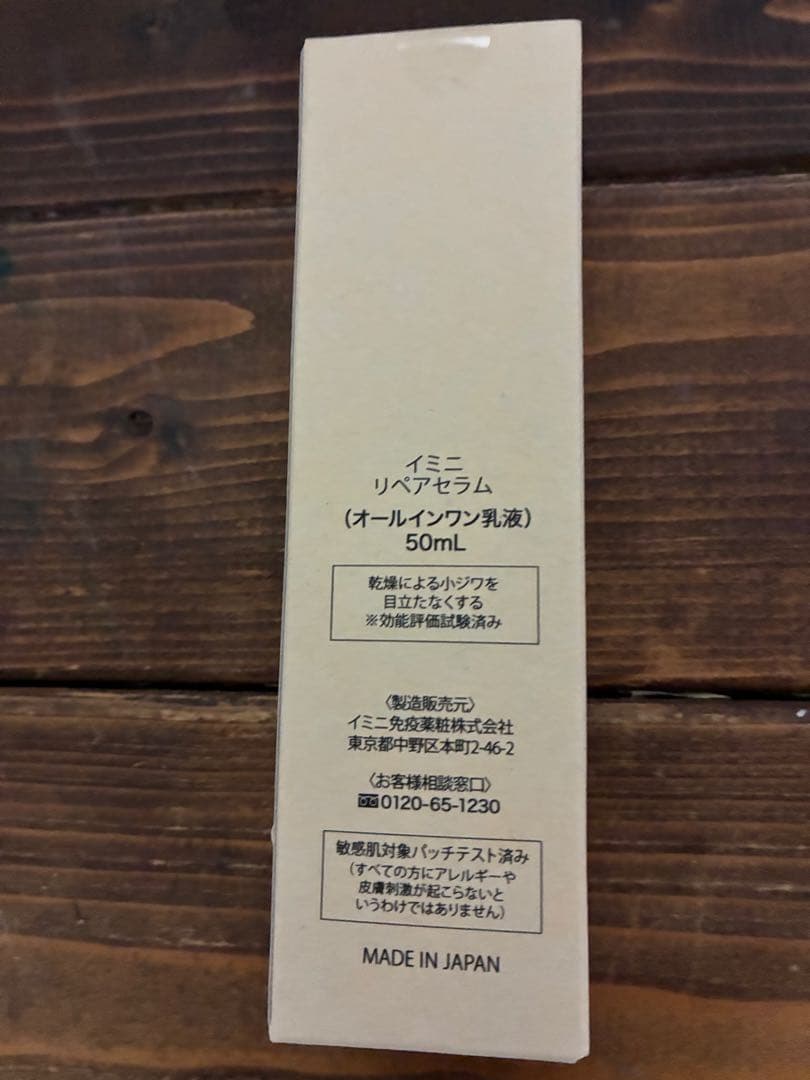 イミニ
リペアセラム
(オールインワン乳液)
50mL
乾燥による小ジワを
目立たなくする
※効能評価試験済み
〈製造販売元〉
イミニ免疫薬粧株式会社
東京都中野区本町2-46-2
〈お客様相談窓口〉
0120-65-1230
敏感肌対象パッチテスト済み
(すべての方にアレルギーや
皮膚刺激が起こらないと
いうわけではありません)
MADE IN JAPAN